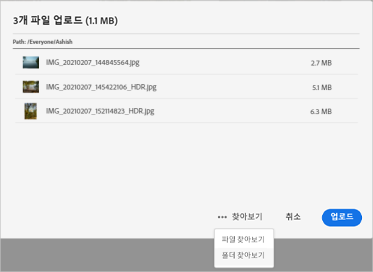 3개 파일 업로드 (1.1 MB)
Path: /Everyone/Ashish
IMG_20210207_144845564.jpg 2.7 MB
IMG_20210207_145422106_HDR.jpg 5.1 MB
IMG_20210207_152114823_HDR.jpg 6.3 MB
찾아보기 취소 업로드
파열 찾아보기
폴더 찾아보기